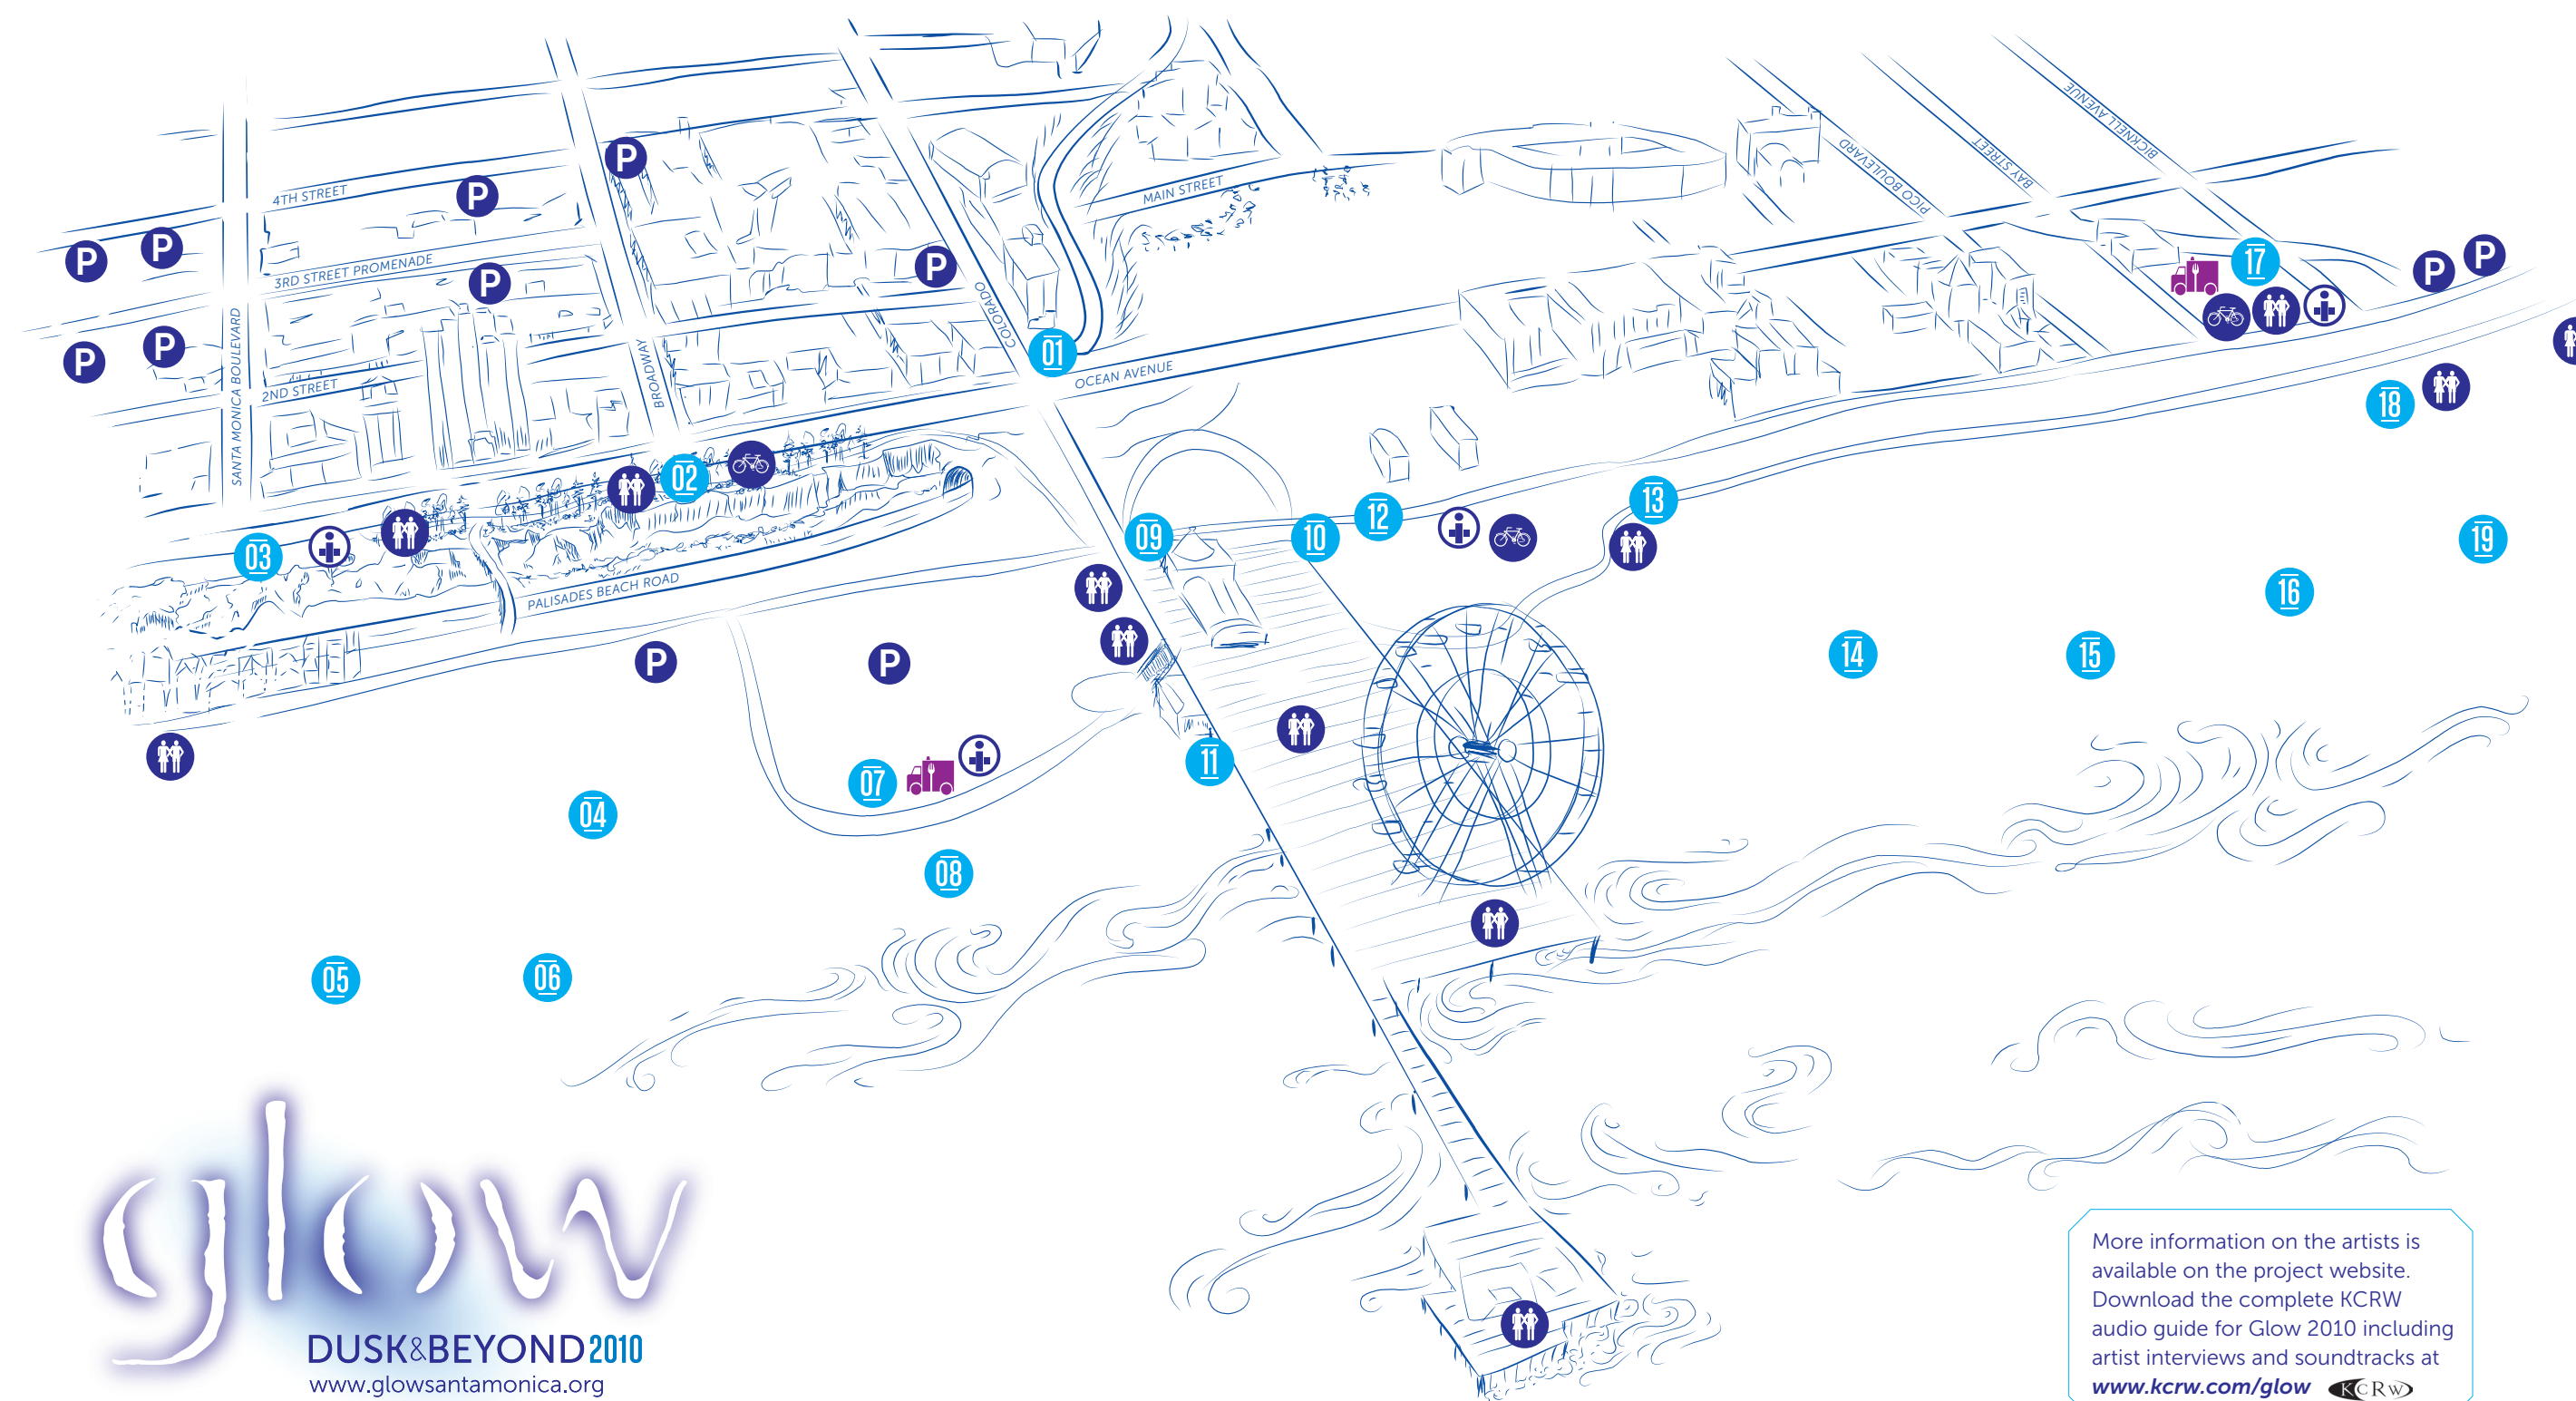 BICKNELL AVENUE
BAY STREET
PICO BOULEVARD
P
P
4TH STREET
MAIN STREET
P
P
3RD STREET PROMENADE
P
P
P
P
17
COLORADO
P
P
SANTA MONICA BOULEVARD
2ND STREET
BROADWAY
01
OCEAN AVENUE
18
02
13
12
09
10
19
03
PALISADES BEACH ROAD
16
P
P
14
15
11
07
04
08
05
06
glow
DUSK&BEYOND 2010
www.glowsantamonica.org
More information on the artists is
available on the project website.
Download the complete KCRW
audio guide for Glow 2010 including
artist interviews and soundtracks at
www.kcrw.com/glow KCRW